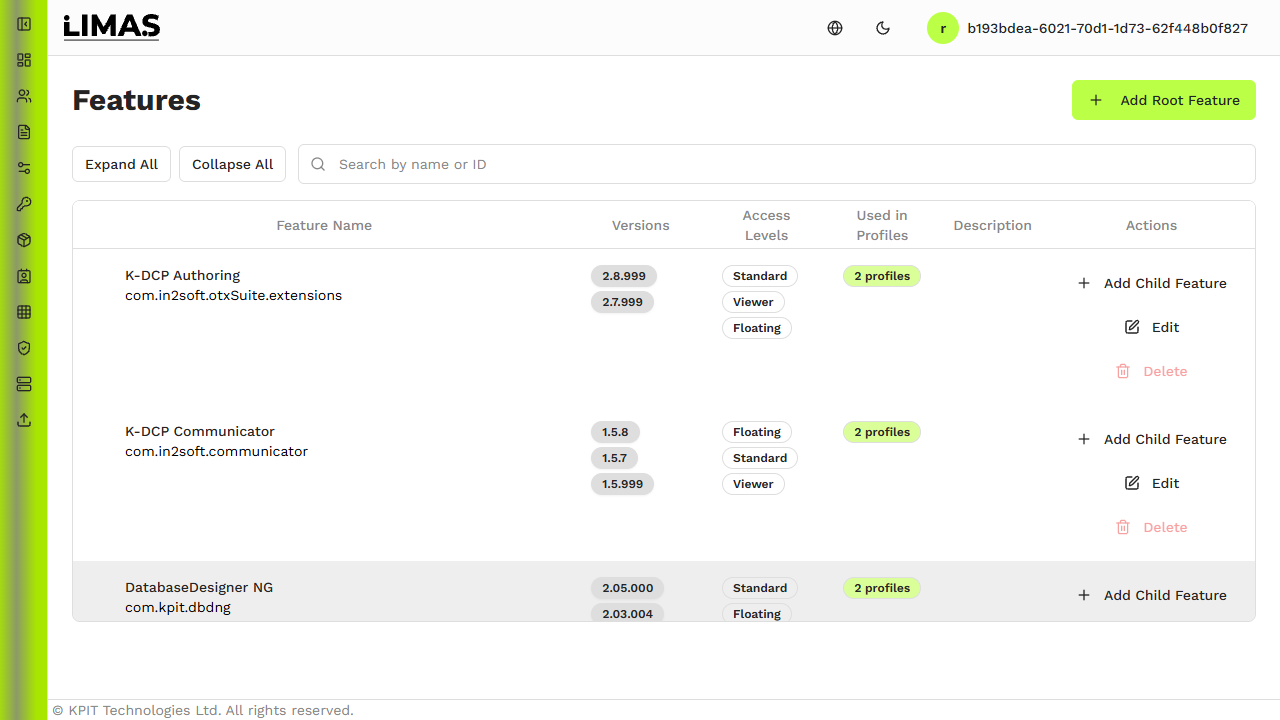 LIMAS
r
b193bdea-6021-70d1-1d73-62f448b0f827
Features
Add Root Feature
Expand All
Collapse All
Search by name or ID
Feature Name
Versions
Access
Levels
Used in
Profiles
Description
Actions
K-DCP Authoring
com.in2soft.otxSuite.extensions
2.8.999
2.7.999
Standard
Viewer
Floating
2 profiles
Add Child Feature
Edit
Delete
K-DCP Communicator
com.in2soft.communicator
1.5.8
1.5.7
1.5.999
Floating
Standard
Viewer
2 profiles
Add Child Feature
Edit
Delete
DatabaseDesigner NG
com.kpit.dbdng
2.05.000
2.03.004
Standard
Floating
2 profiles
Add Child Feature
© KPIT Technologies Ltd. All rights reserved.